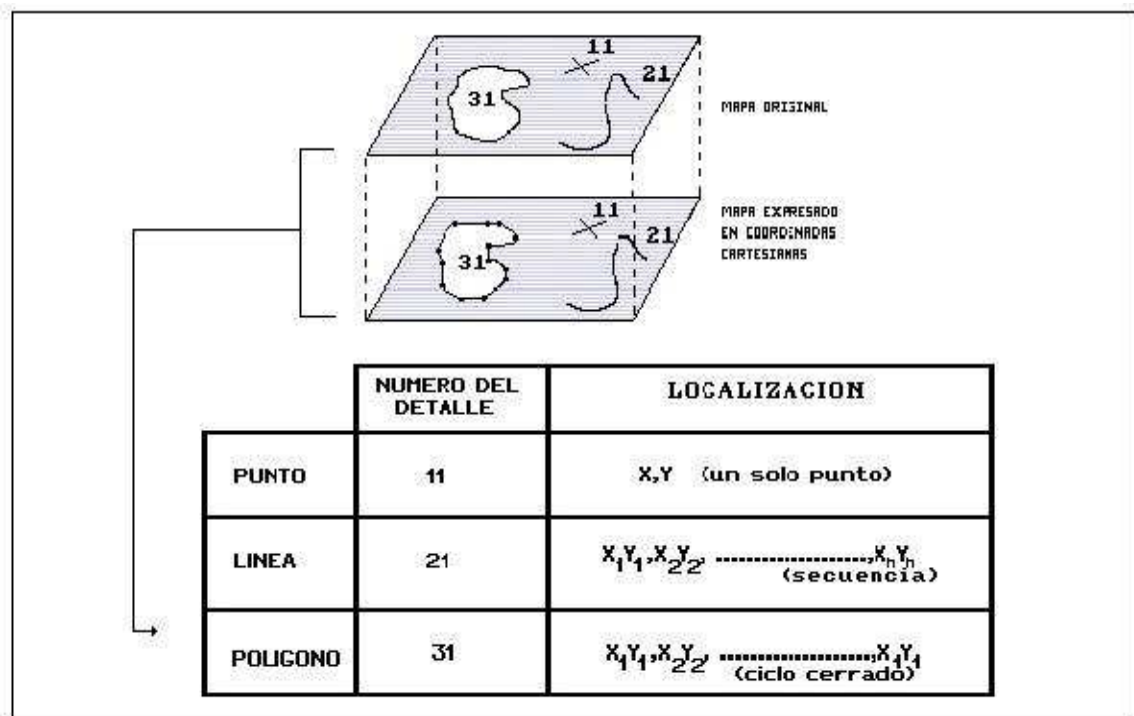 11
21
31
MAPA ORIGINAL
11
21
31
MAPA EXPRESADO
EN COORDENADAS
CARTESIANAS
NUMERO DEL
DETALLE
LOCALIZACION
PUNTO
11
X,Y (un solo punto)
LINEA
21
X1Y1,X2Y2, ......................,XnYn
(secuencia)
POLIGONO
31
X1Y1,X2Y2, ......................,X1Y1
(ciclo cerrado)